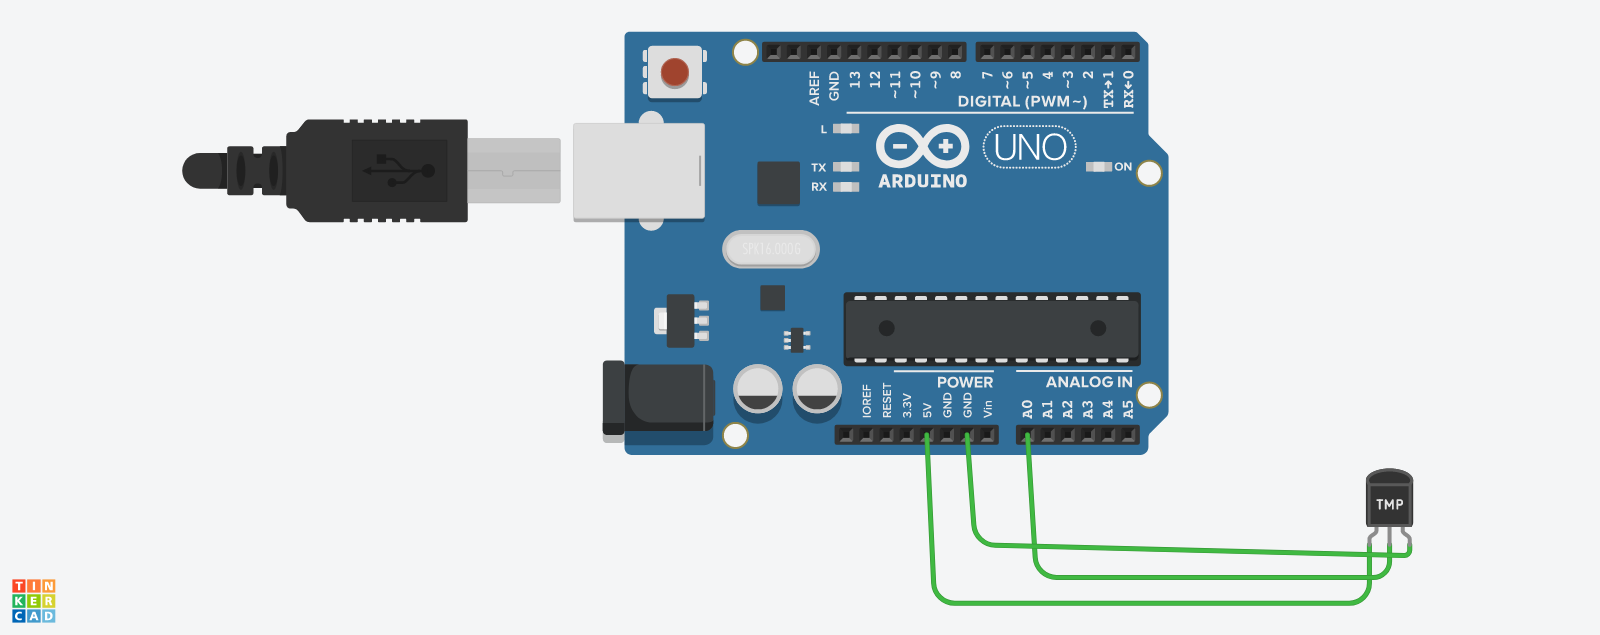 AREF
GND
13
12
~11
~10
~9
8
7
~6
~5
4
~3
2
TX→1
RX←0
DIGITAL (PWM~)
L
TX
RX
ARDUINO
UNO
ON
SPK16.000G
POWER
ANALOG IN
IOREF
RESET
3.3V
5V
GND
GND
Vin
A0
A1
A2
A3
A4
A5
TMP
TIN
KER
CAD